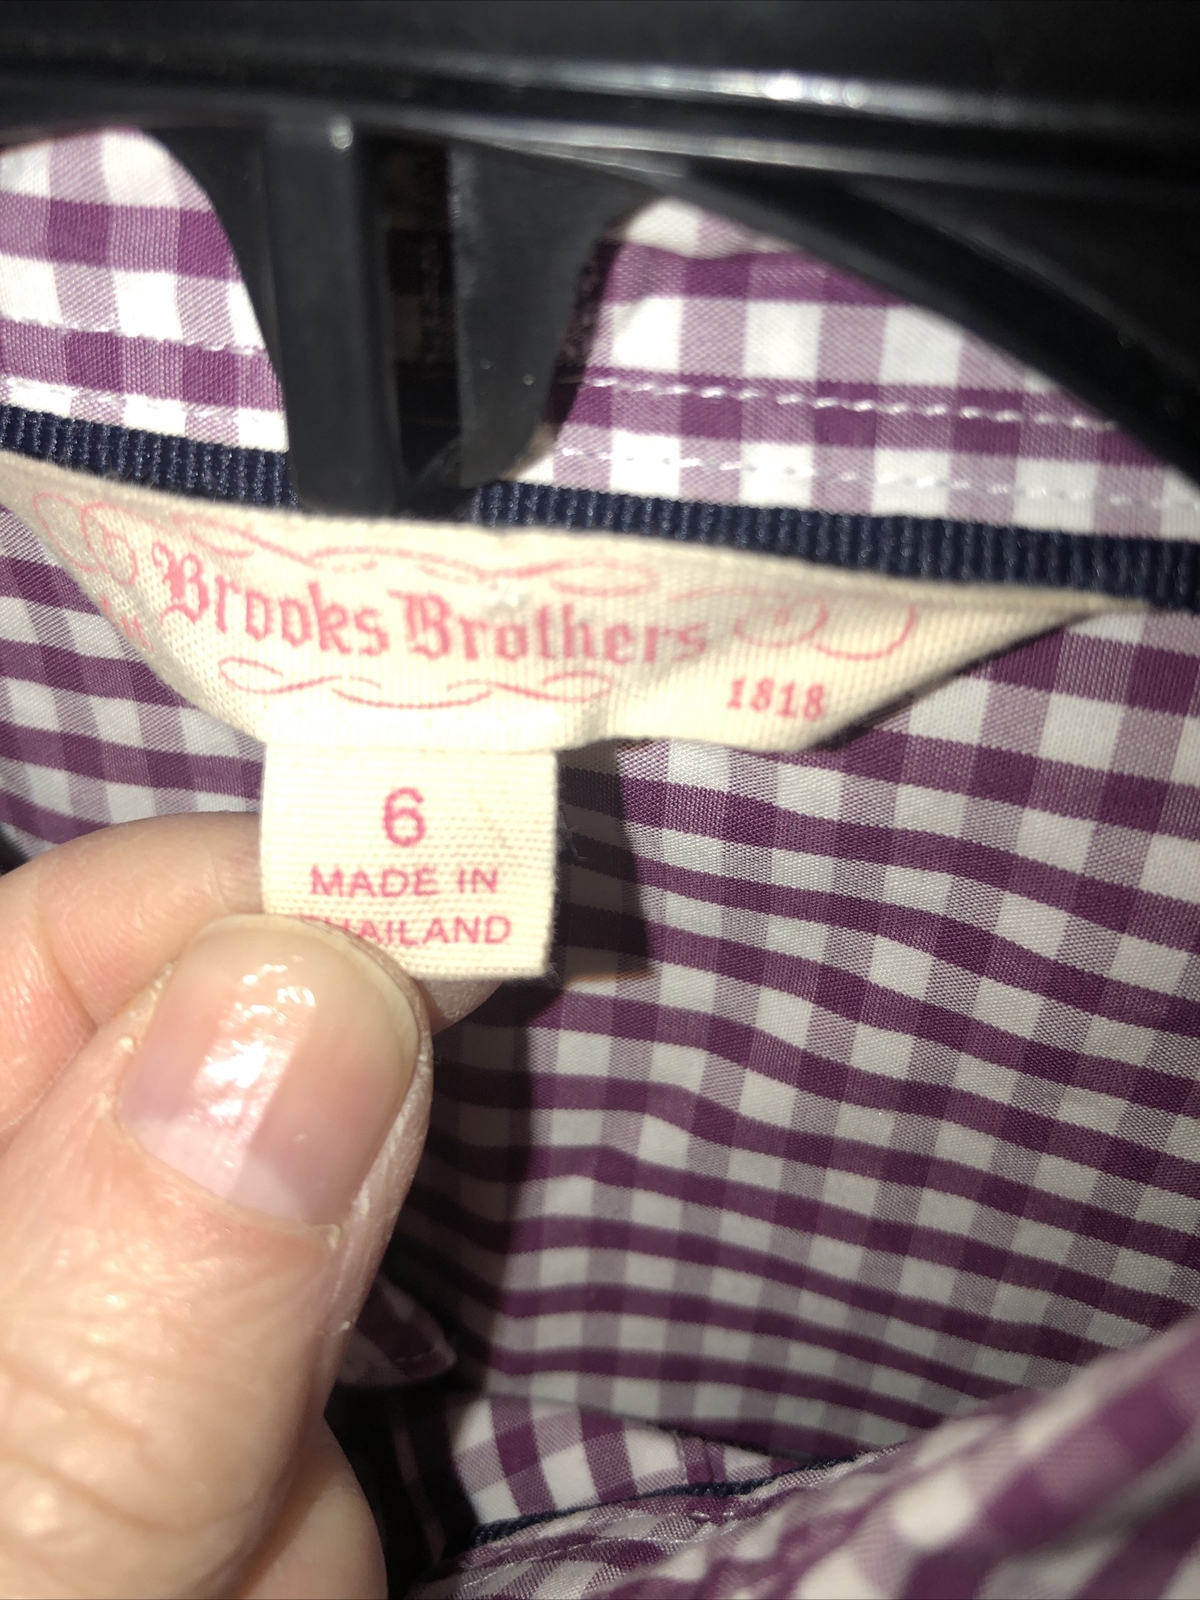 Brooks Brothers
1818
6
MADE IN
THAILAND